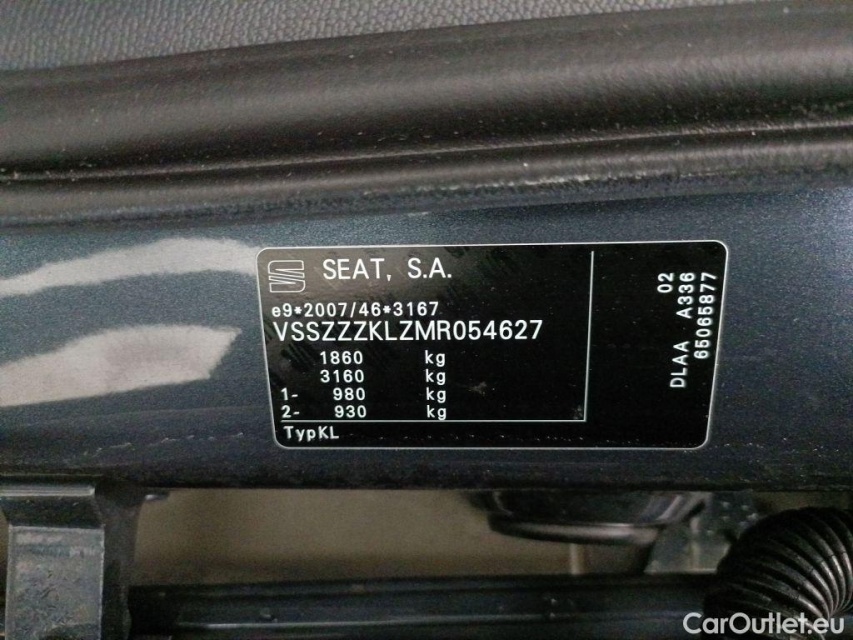 SEAT, S.A.
e9*2007/46*3167
VSSZZZKLZMR054627
1860 kg
3160 kg
1- 980 kg
2- 930 kg
TypKL
DLAA A336 02
65065877
CarOutlet.eu